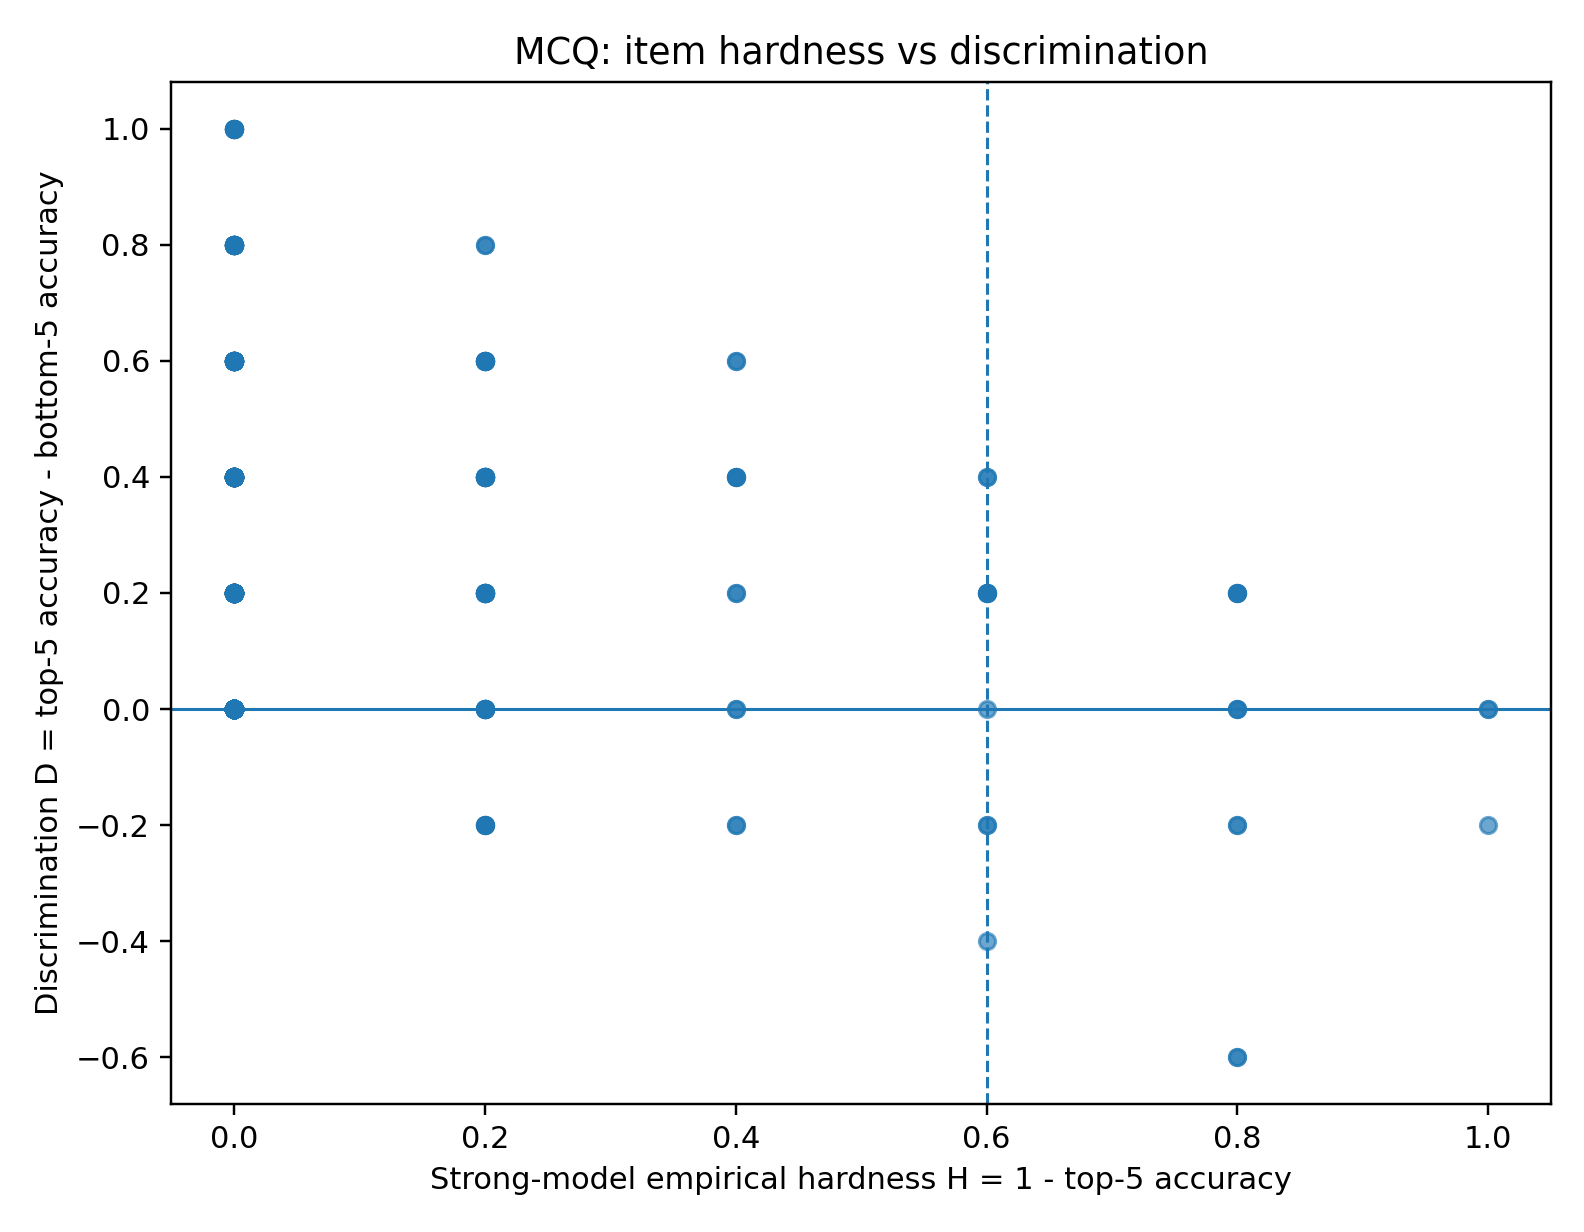 MCQ: item hardness vs discrimination
Discrimination D = top-5 accuracy - bottom-5 accuracy
1.0
0.8
0.6
0.4
0.2
0.0
−0.2
−0.4
−0.6
0.0 0.2 0.4 0.6 0.8 1.0
Strong-model empirical hardness H = 1 - top-5 accuracy